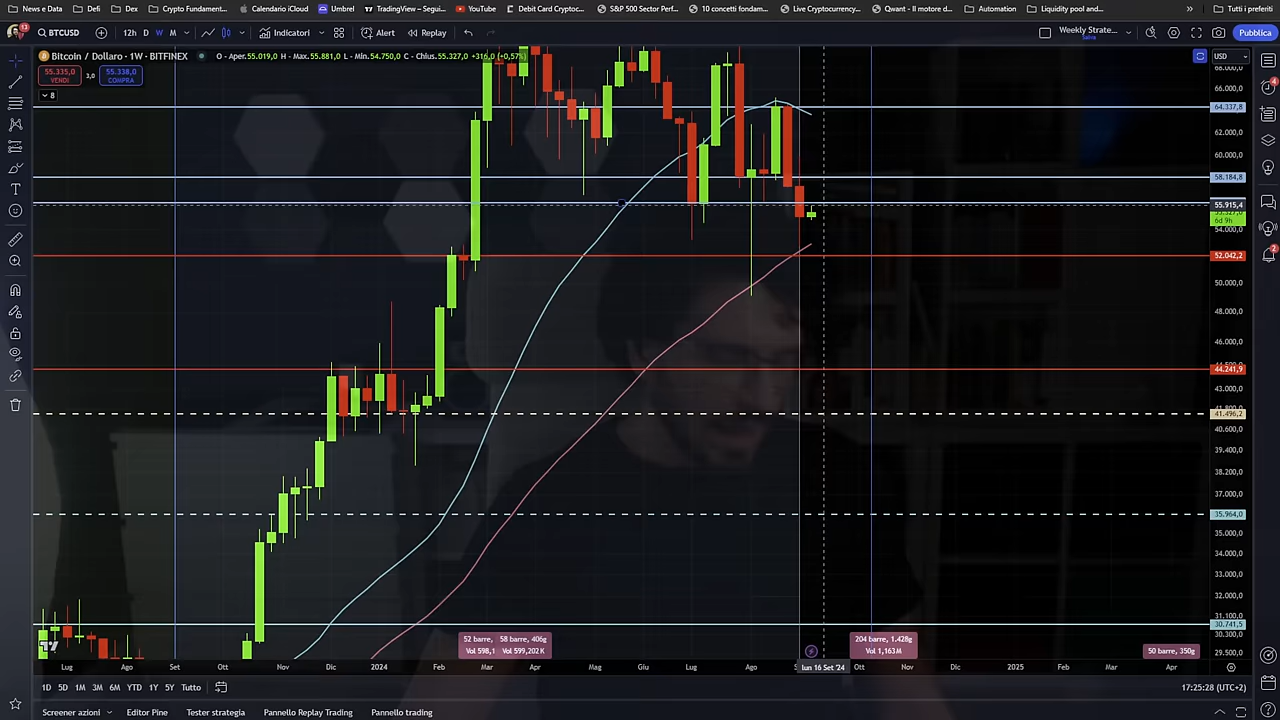 News e Data Defi Dex Crypto Fundament... Calendario iCloud Umbrel TradingView – Segui... YouTube Debit Card Cryptoc... S&P 500 Sector Perf... 10 concetti fondam... Live Cryptocurrency... Qwant - Il motore d... Automation Liquidity pool and... » Tutti i preferiti
13 BTCUSD 12h D W M Indicatori Alert Replay Weekly Strate... Salva Pubblica
Bitcoin / Dollaro · 1W · BITFINEX O - Aper.55.019,0 H - Max.55.881,0 L - Min.54.750,0 C - Chius.55.327,0 +316,0 (+0,57%) USD
55.335,0 3,0 55.338,0
VENDI COMPRA
8
68.000,0
66.000,0
64.337,8
62.000,0
60.000,0
58.184,8
55.915,4
6d 9h
54.000,0
52.042,2
50.000,0
48.000,0
46.000,0
44.241,9
43.000,0
41.496,2
40.600,0
39.400,0
38.200,0
37.000,0
35.964,0
35.000,0
34.000,0
33.000,0
32.000,0
31.100,0
30.741,5
30.300,0
29.500,0
52 barre, 58 barre, 406g 204 barre, 1.428g 50 barre, 350g
Vol 598,1 Vol 599,202 K Vol 1,163 M
Lug Ago Set Ott Nov Dic 2024 Feb Mar Apr Mag Giu Lug Ago lun 16 Set '24 Ott Nov Dic 2025 Feb Mar Apr
1D 5D 1M 3M 6M YTD 1Y 5Y Tutto 17:25:28 (UTC+2)
Screener azioni Editor Pine Tester strategia Pannello Replay Trading Pannello trading
4
2